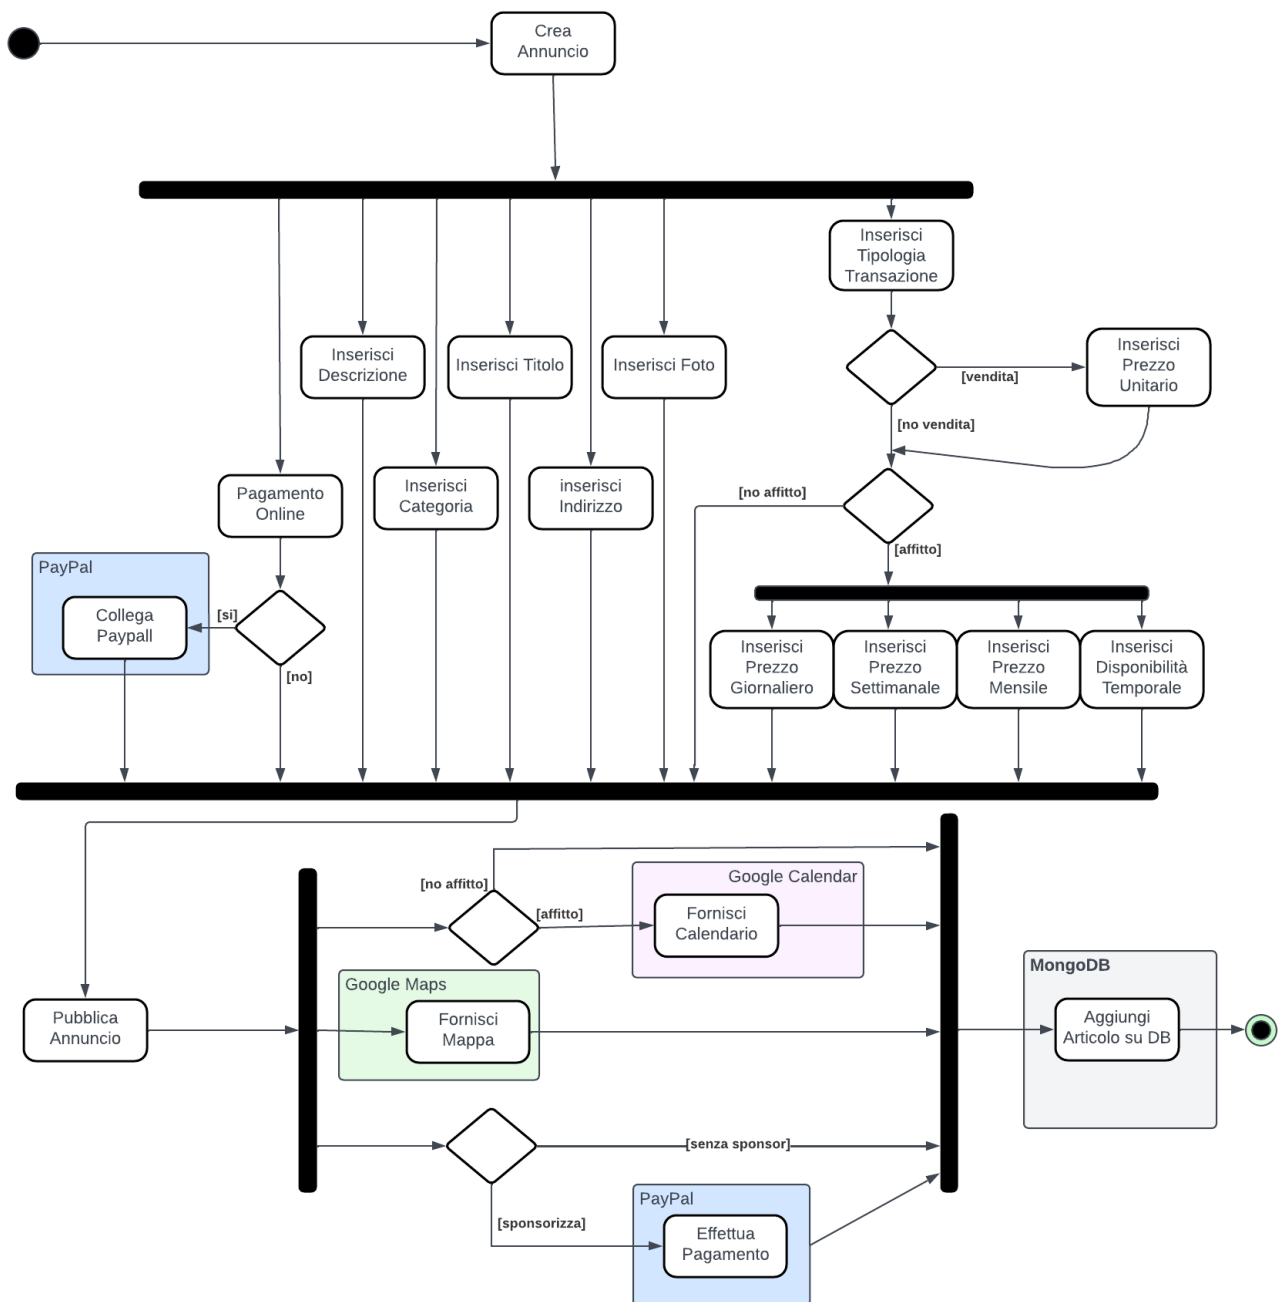 Crea
Annuncio
Inserisci
Tipologia
Transazione
Inserisci
Descrizione
Inserisci Titolo
Inserisci Foto
[vendita]
Inserisci
Prezzo
Unitario
[no vendita]
Pagamento
Online
Inserisci
Categoria
inserisci
Indirizzo
[no affitto]
[affitto]
PayPal
Collega
Paypall
[si]
[no]
Inserisci
Prezzo
Giornaliero
Inserisci
Prezzo
Settimanale
Inserisci
Prezzo
Mensile
Inserisci
Disponibilità
Temporale
[no affitto]
[affitto]
Google Calendar
Fornisci
Calendario
Google Maps
Fornisci
Mappa
Pubblica
Annuncio
MongoDB
Aggiungi
Articolo su DB
[senza sponsor]
[sponsorizza]
PayPal
Effettua
Pagamento